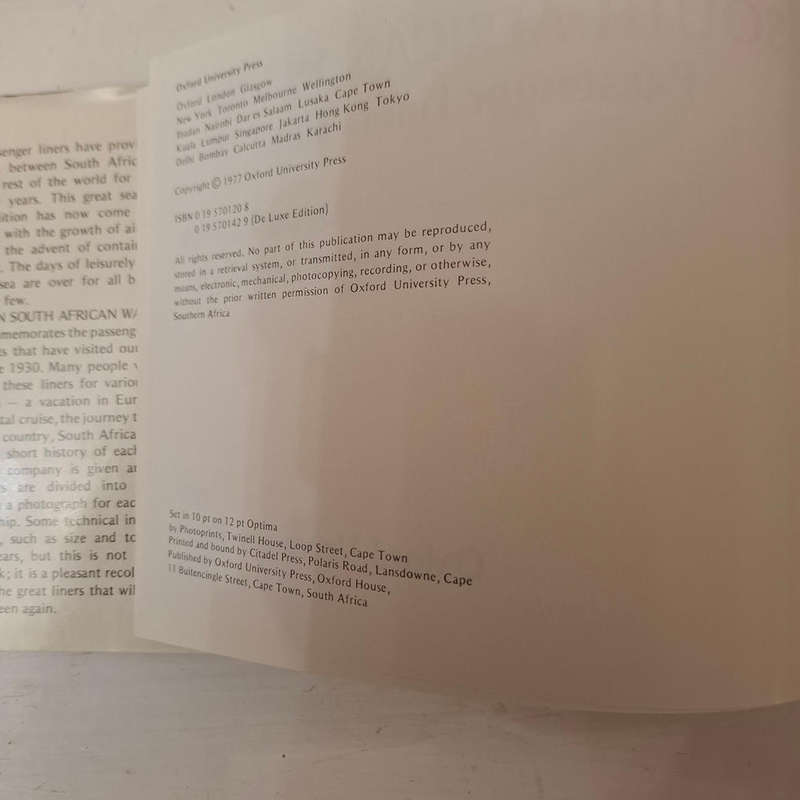 senger liners have provi
between South Afric
rest of the world for
years. This great sea
ition has now come
with the growth of ai
the advent of contain
. The days of leisurely
sea are over for all b
few.
N SOUTH AFRICAN WA
memorates the passeng
s that have visited our
e 1930. Many people
these liners for variou
— a vacation in Eur
tal cruise, the journey t
country, South Africa
short history of each
company is given an
s are divided into
a photograph for eac
hip. Some technical in
, such as size and to
ears, but this is not
k; it is a pleasant recol
he great liners that wil
een again.
Oxford University Press
Oxford London Glasgow
New York Toronto Melbourne Wellington
Ibadan Nairobi Dar es Salaam Lusaka Cape Town
Kuala Lumpur Singapore Jakarta Hong Kong Tokyo
Delhi Bombay Calcutta Madras Karachi
Copyright © 1977 Oxford University Press
ISBN 0 19 570120 8
0 19 570142 9 (De Luxe Edition)
All rights reserved. No part of this publication may be reproduced,
stored in a retrieval system, or transmitted, in any form, or by any
means, electronic, mechanical, photocopying, recording, or otherwise,
without the prior written permission of Oxford University Press,
Southern Africa
Set in 10 pt on 12 pt Optima
by Photoprints, Twinell House, Loop Street, Cape Town
Printed and bound by Citadel Press, Polaris Road, Lansdowne, Cape
Published by Oxford University Press, Oxford House,
11 Buitencingle Street, Cape Town, South Africa